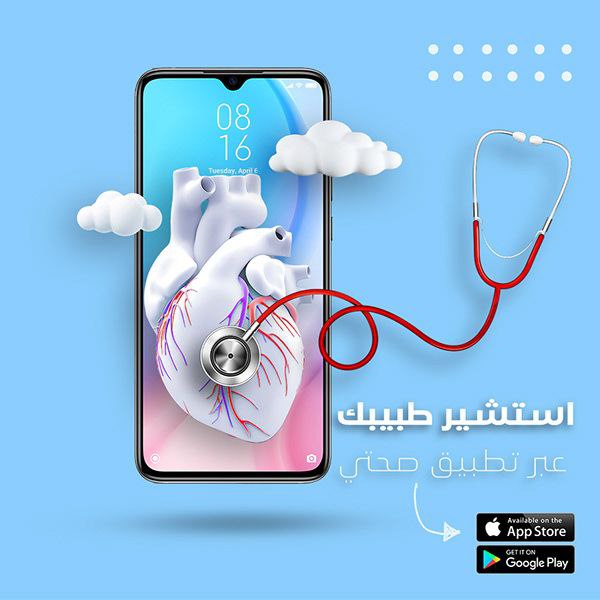 08
16
Tuesday, April 6
استشير طبيبك
عبر تطبيق صحتي
Available on the
App Store
GET IT ON
Google Play